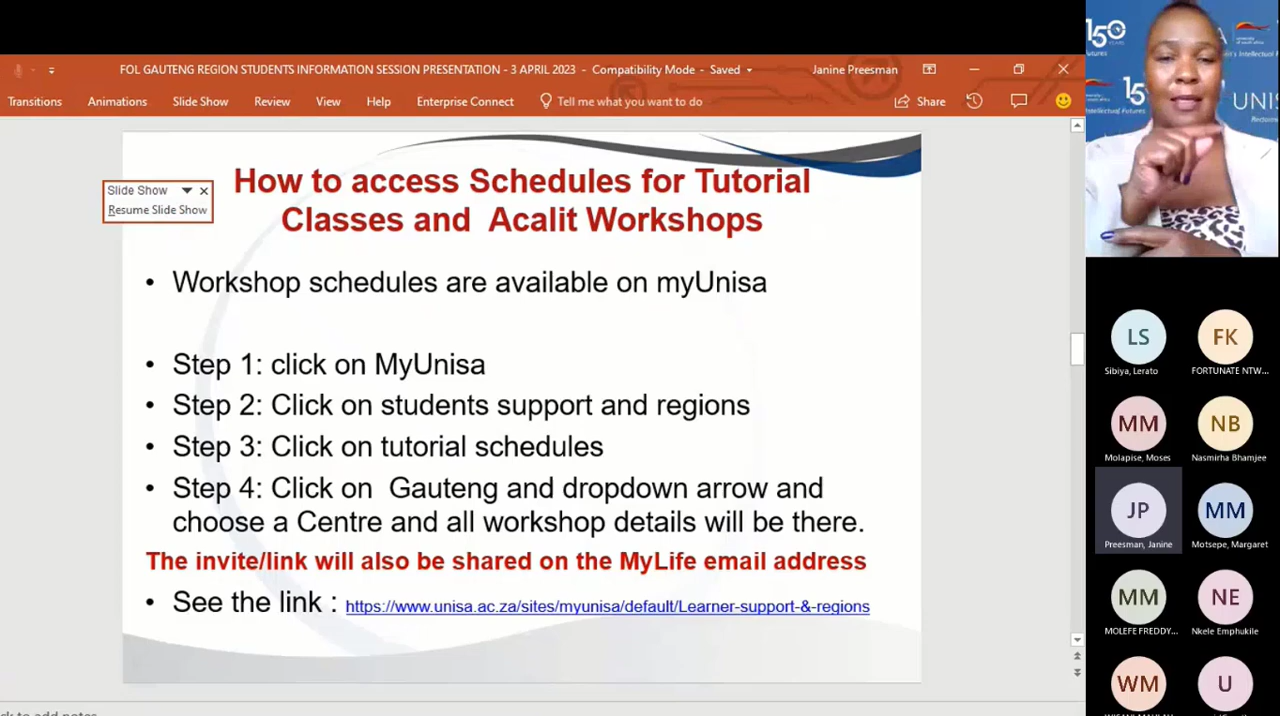 FOL GAUTENG REGION STUDENTS INFORMATION SESSION PRESENTATION - 3 APRIL 2023 - Compatibility Mode - Saved
Janine Preesman
Transitions Animations Slide Show Review View Help Enterprise Connect Tell me what you want to do Share
Slide Show
Resume Slide Show
How to access Schedules for Tutorial
Classes and Acalit Workshops
• Workshop schedules are available on myUnisa
• Step 1: click on MyUnisa
• Step 2: Click on students support and regions
• Step 3: Click on tutorial schedules
• Step 4: Click on Gauteng and dropdown arrow and
choose a Centre and all workshop details will be there.
The invite/link will also be shared on the MyLife email address
• See the link : https://www.unisa.ac.za/sites/myunisa/default/Learner-support-&-regions
150
15
UNIS
Intellectual Futures
LS
Sibiya, Lerato
FK
FORTUNATE NTW...
MM
Molapise, Moses
NB
Nasmirha Bhamjee
JP
Preesman, Janine
MM
Motsepe, Margaret
MM
MOLEFE FREDDY...
NE
Nkele Emphukile
WM
U